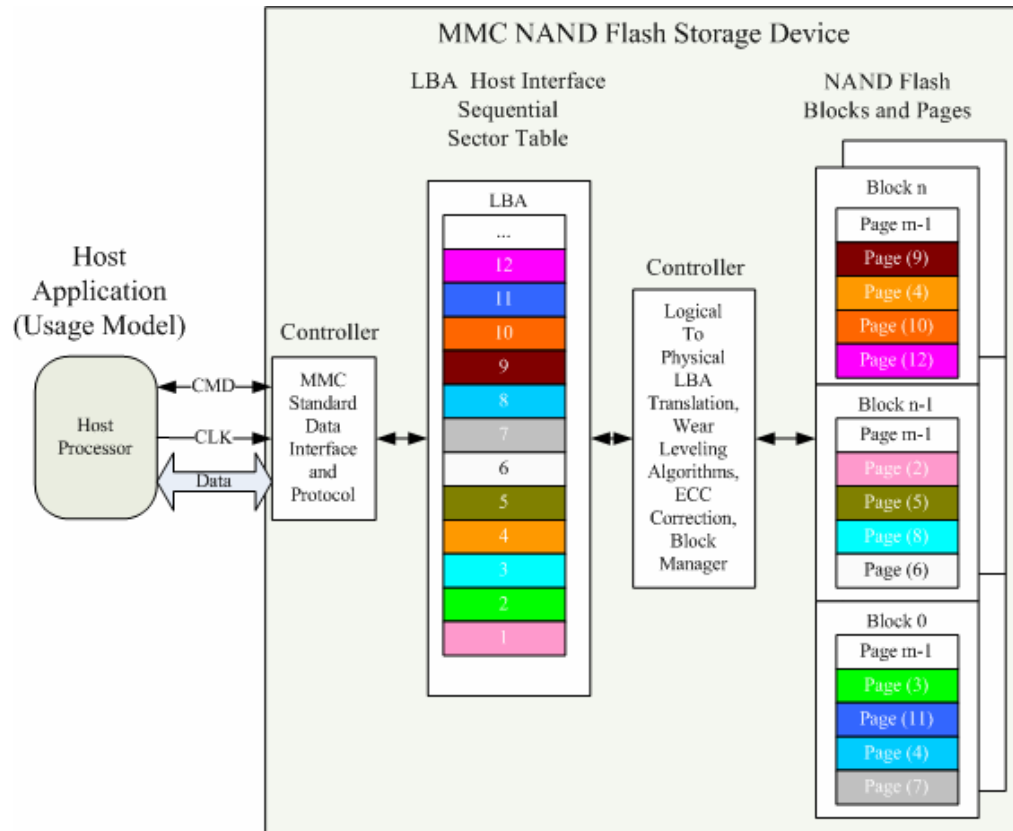 MMC NAND Flash Storage Device
LBA Host Interface
Sequential
Sector Table
NAND Flash
Blocks and Pages
Host
Application
(Usage Model)
Host
Processor
CMD
CLK
Data
Controller
MMC
Standard
Data
Interface
and
Protocol
LBA
...
12
11
10
9
8
7
6
5
4
3
2
1
Controller
Logical
To
Physical
LBA
Translation,
Wear
Leveling
Algorithms,
ECC
Correction,
Block
Manager
Block n
Page m-1
Page (9)
Page (4)
Page (10)
Page (12)
Block n-1
Page m-1
Page (2)
Page (5)
Page (8)
Page (6)
Block 0
Page m-1
Page (3)
Page (11)
Page (4)
Page (7)